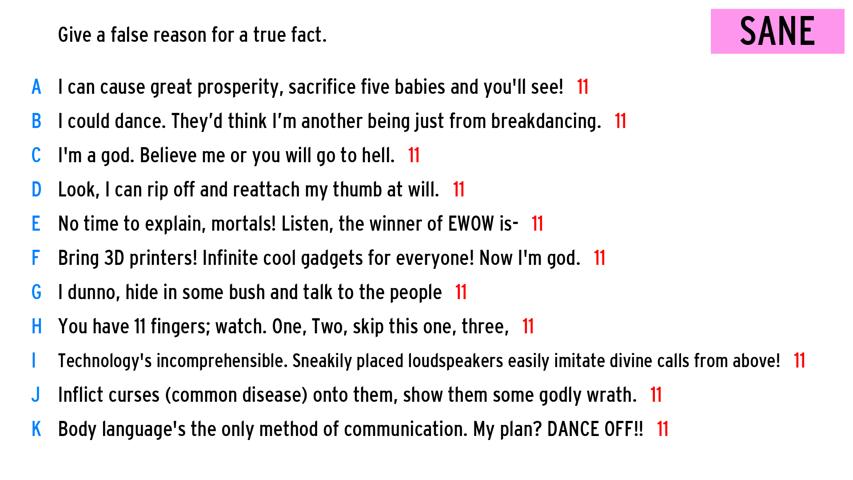 Give a false reason for a true fact.
SANE
A I can cause great prosperity, sacrifice five babies and you'll see! 11
B I could dance. They’d think I’m another being just from breakdancing. 11
C I'm a god. Believe me or you will go to hell. 11
D Look, I can rip off and reattach my thumb at will. 11
E No time to explain, mortals! Listen, the winner of EWOW is- 11
F Bring 3D printers! Infinite cool gadgets for everyone! Now I'm god. 11
G I dunno, hide in some bush and talk to the people 11
H You have 11 fingers; watch. One, Two, skip this one, three, 11
I Technology's incomprehensible. Sneakily placed loudspeakers easily imitate divine calls from above! 11
J Inflict curses (common disease) onto them, show them some godly wrath. 11
K Body language's the only method of communication. My plan? DANCE OFF!! 11